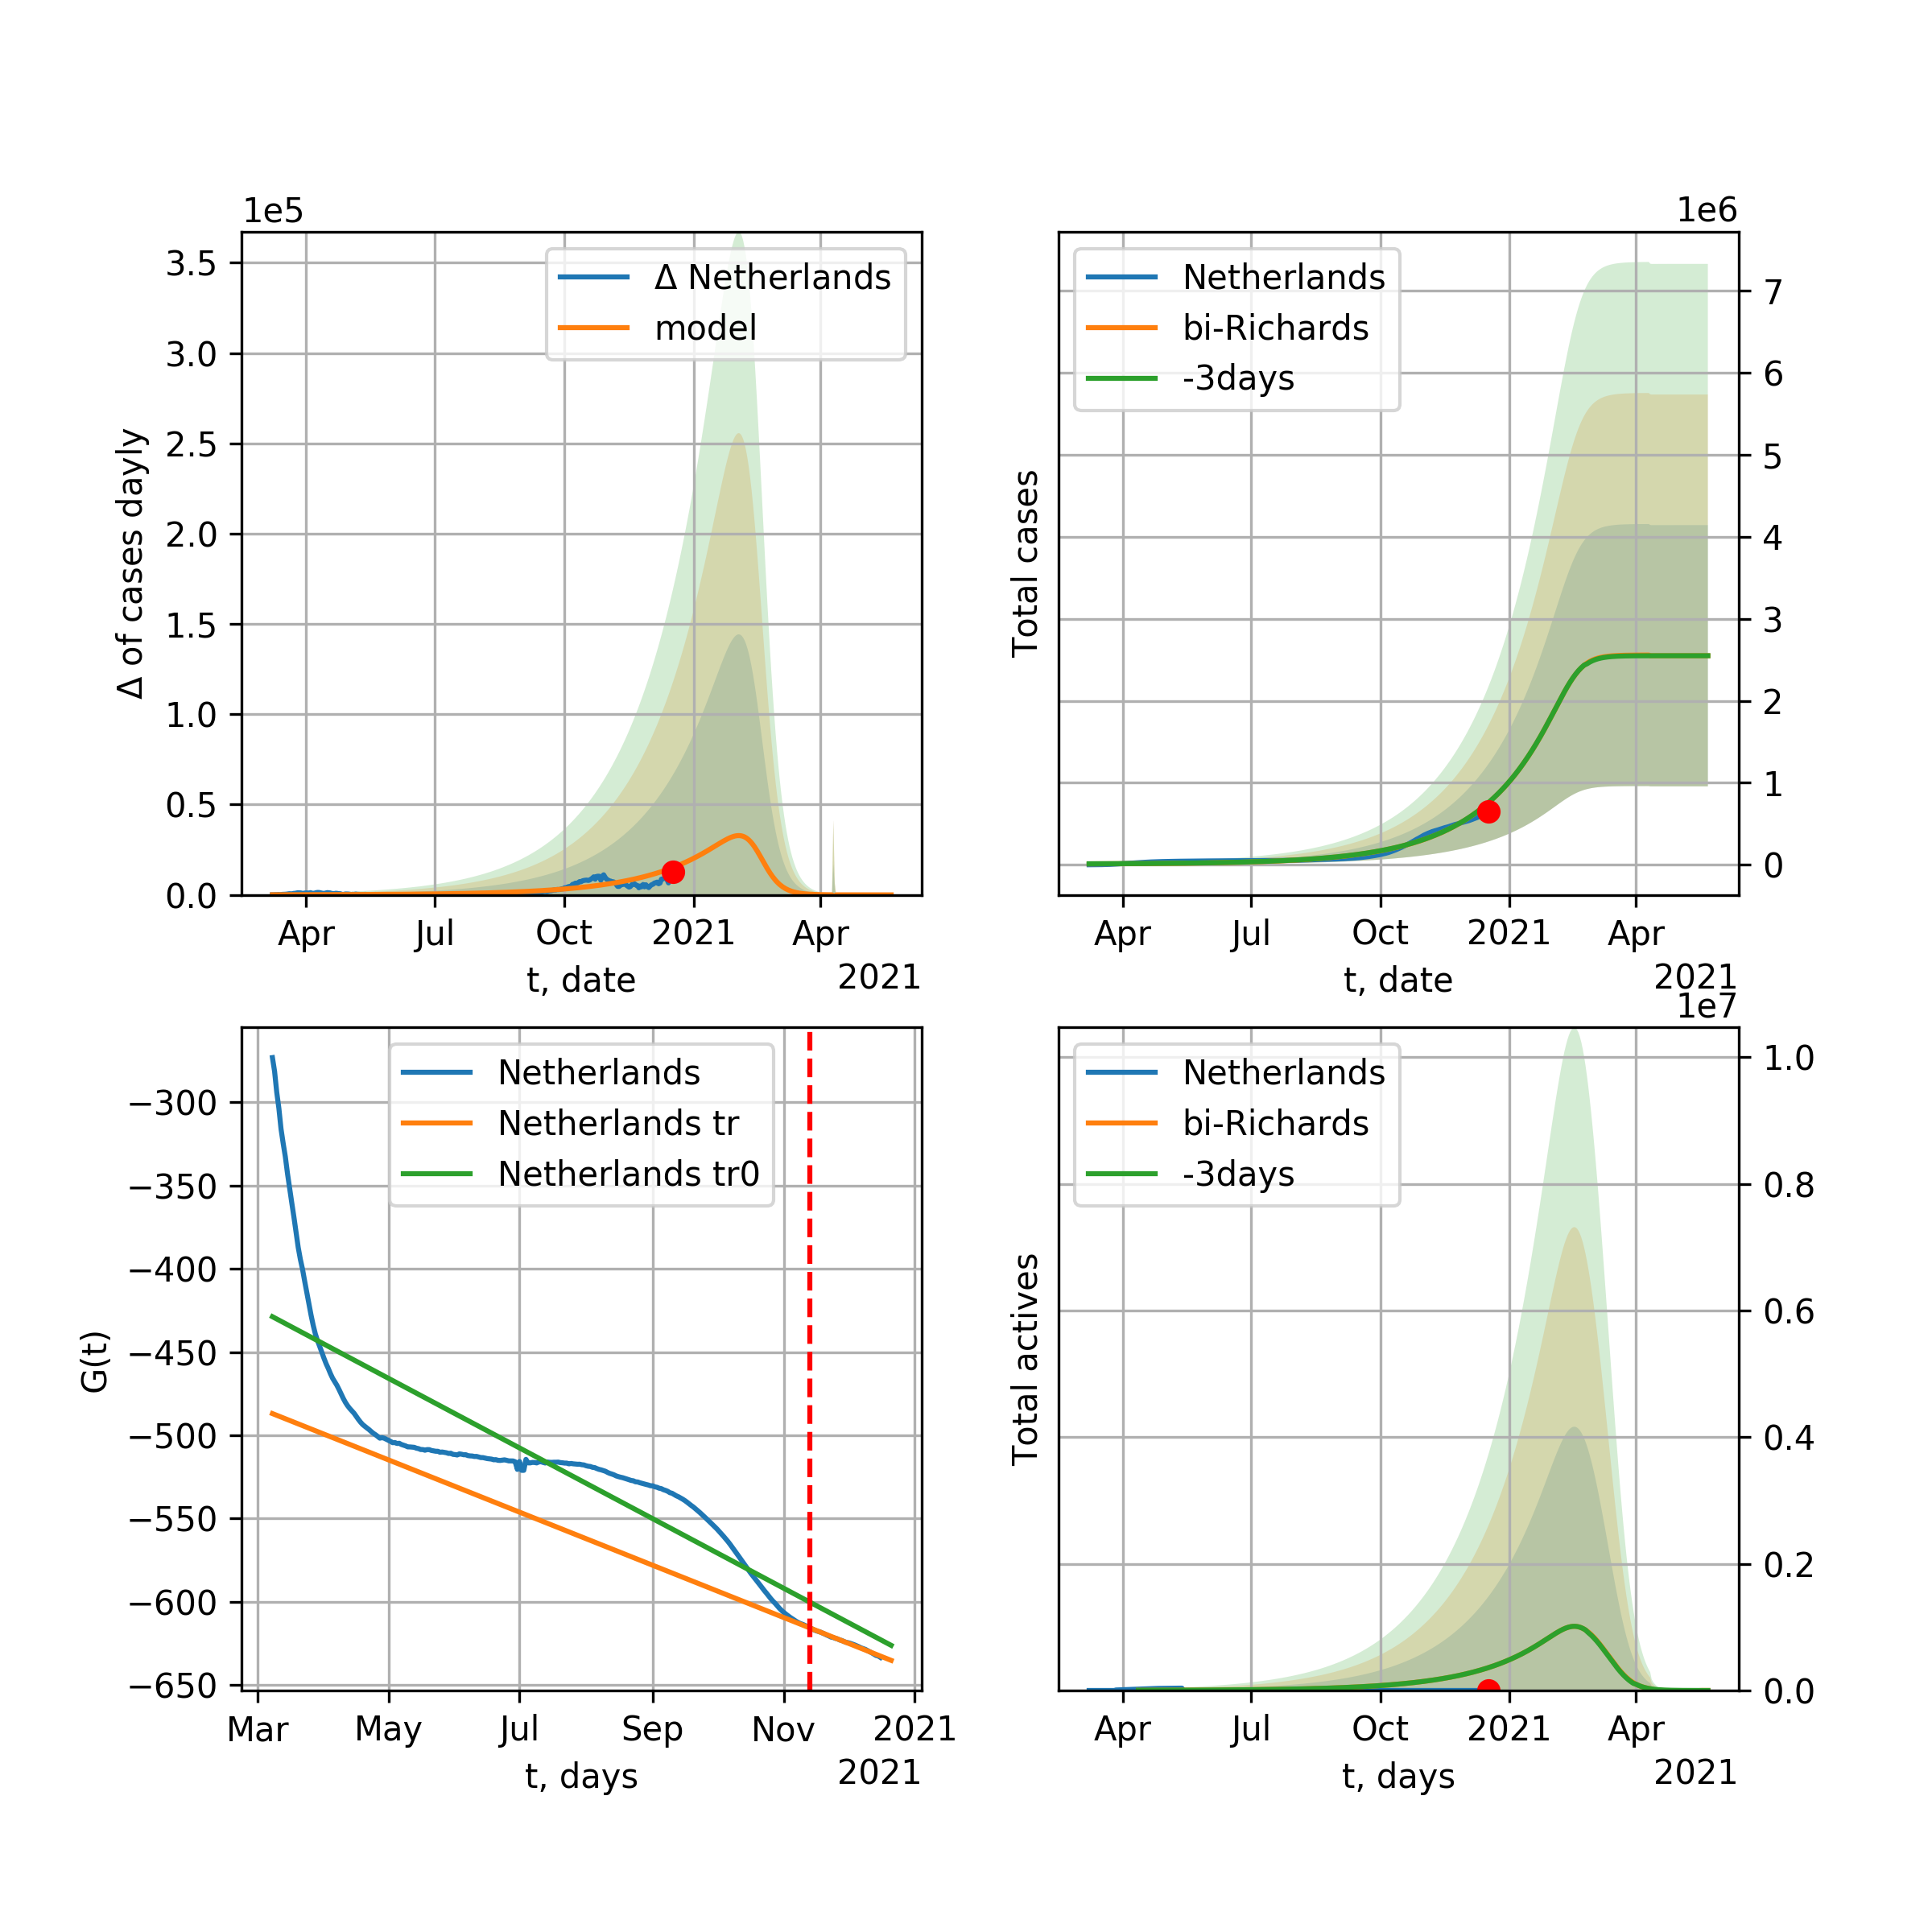 1e5
3.5
3.0
2.5
2.0
1.5
1.0
0.5
0.0
Δ of cases dayly
Δ Netherlands
model
Apr Jul Oct 2021 Apr
t, date
2021
1e6
7
6
5
4
3
2
1
0
Total cases
Netherlands
bi-Richards
-3days
Apr Jul Oct 2021 Apr
t, date
2021
−300
−350
−400
−450
−500
−550
−600
−650
G(t)
Netherlands
Netherlands tr
Netherlands tr0
Mar May Jul Sep Nov 2021
t, days
2021
1e7
1.0
0.8
0.6
0.4
0.2
0.0
Total actives
Netherlands
bi-Richards
-3days
Apr Jul Oct 2021 Apr
t, days
2021